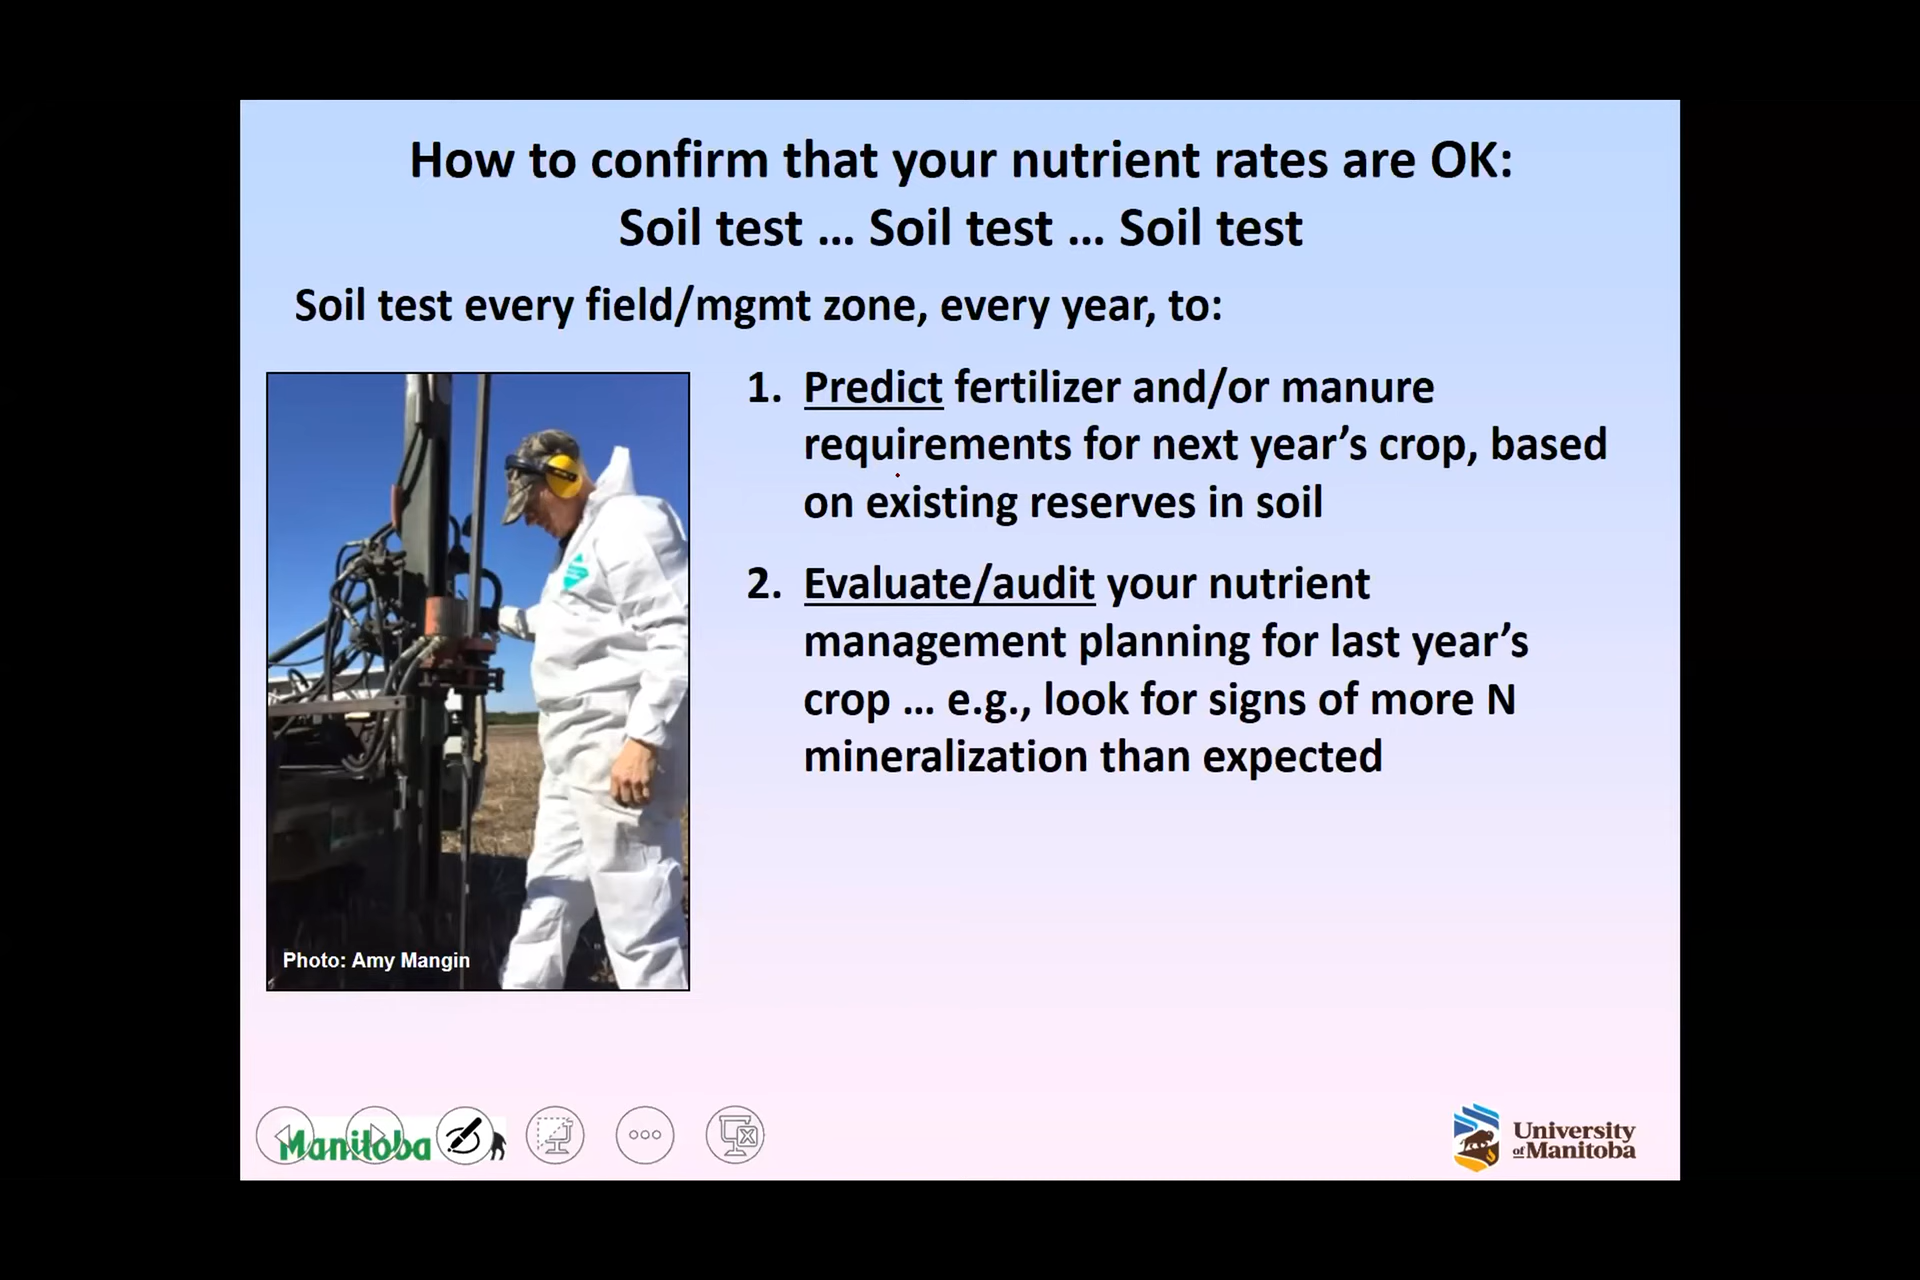 How to confirm that your nutrient rates are OK:
Soil test ... Soil test ... Soil test
Soil test every field/mgmt zone, every year, to:
1. Predict fertilizer and/or manure
requirements for next year’s crop, based
on existing reserves in soil
2. Evaluate/audit your nutrient
management planning for last year’s
crop ... e.g., look for signs of more N
mineralization than expected
Photo: Amy Mangin
Manitoba
University
of Manitoba